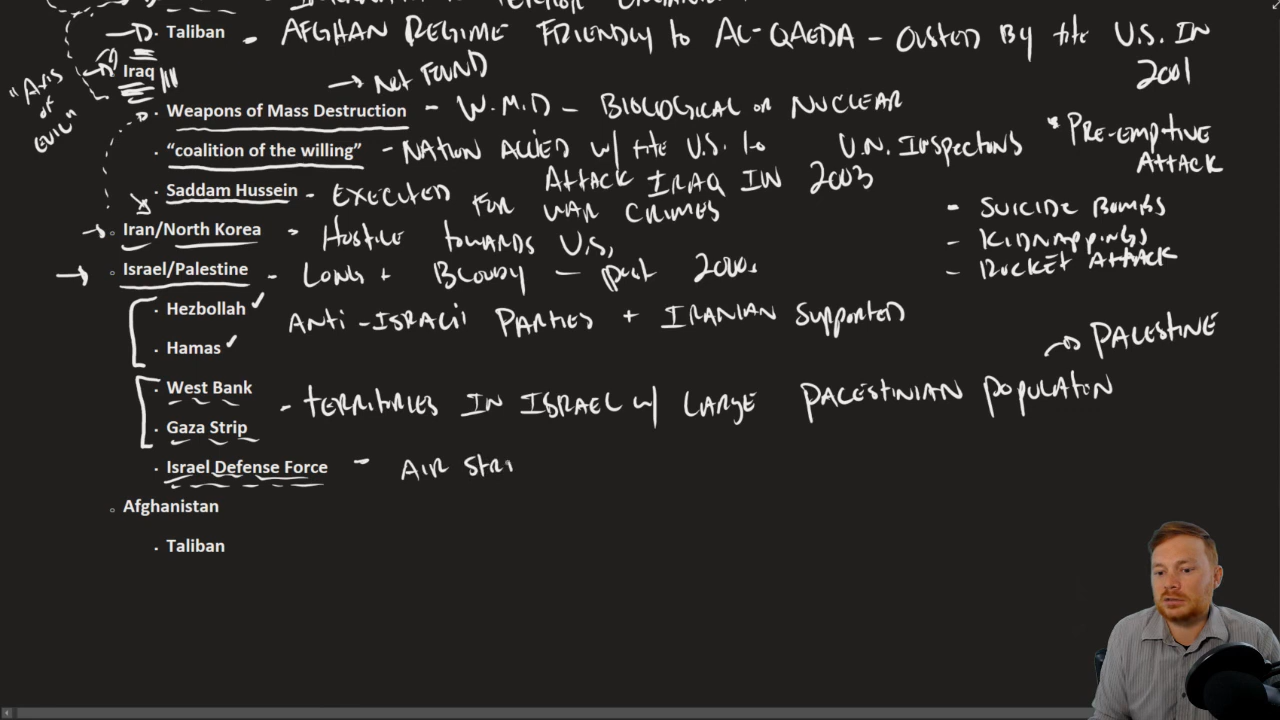 · Taliban - AFGHAN REGIME FRIENDLY to AL-QAEDA - OUSTED By the U.S. IN 2001
"AXIS OF EVIL"
Iraq
→ Not FOUND
· Weapons of Mass Destruction - W.M.D - BIOLOGICAL or NUCLEAR
· "coalition of the willing" - NATION ALLIED w/ the U.S. to ATTACK IRAQ IN 2003
U.N. Inspectors
* PRE-EMPTIVE ATTACK
· Saddam Hussein - EXECUTED FOR WAR CRIMES
- SUICIDE BOMBS
- KIDNAPPINGS
- ROCKET ATTACK
→ ◦ Iran/North Korea - HOSTILE towards U.S.
→ ◦ Israel/Palestine - LONG + BLOODY - past 2000s
· Hezbollah ✓
ANTI-ISRAELI PARTIES + IRANIAN Supported
· Hamas ✓
→ PALESTINE
· West Bank
- TERRITORIES IN ISRAEL w/ LARGE PALESTINIAN POPULATON
· Gaza Strip
· Israel Defense Force - AIR STRI
◦ Afghanistan
· Taliban